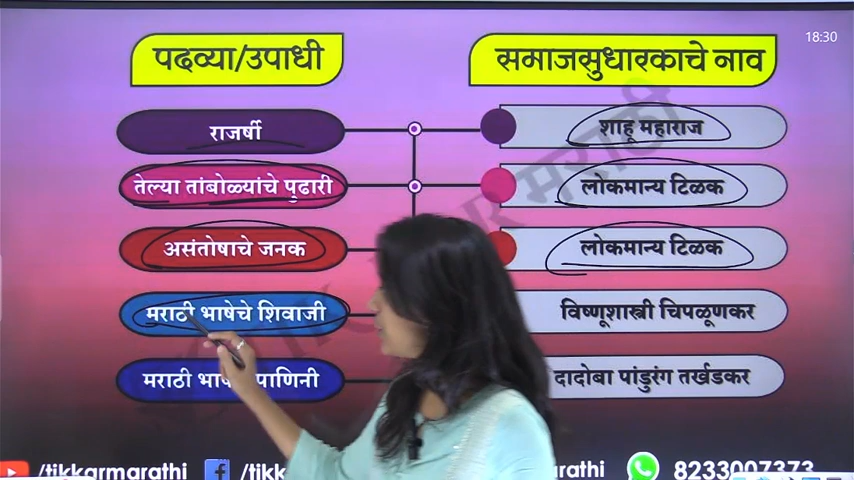 18:30
पदव्या/उपाधी
समाजसुधारकाचे नाव
राजर्षी
शाहू महाराज
तेल्या तांबोळ्यांचे पुढारी
लोकमान्य टिळक
असंतोषाचे जनक
लोकमान्य टिळक
मराठी भाषेचे शिवाजी
विष्णूशास्त्री चिपळूणकर
मराठी पाणिनी
दादोबा पांडुरंग तर्खडकर
/tikkarmarathi
/tikk
arathi
8233007373